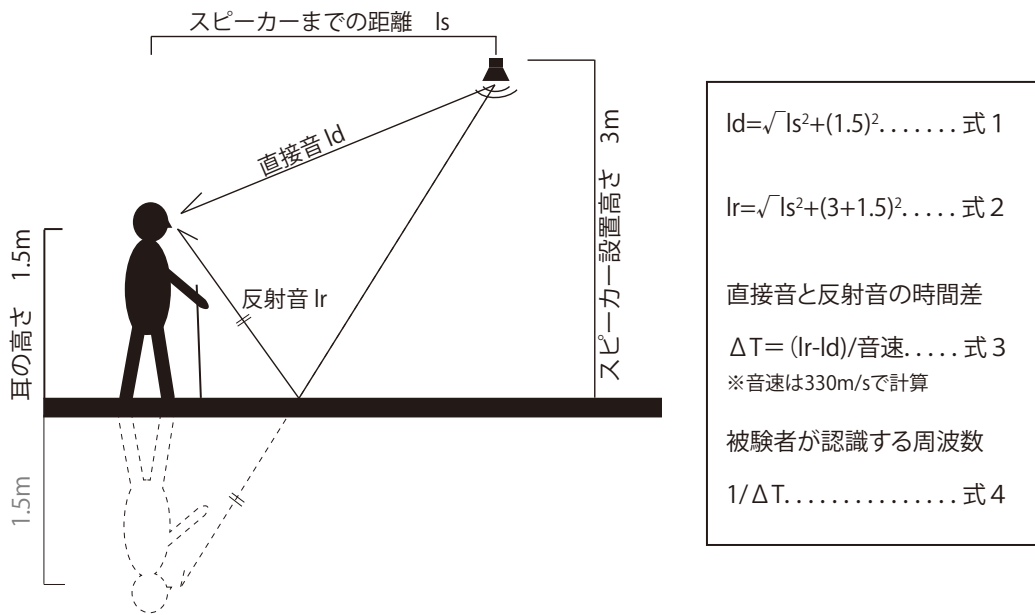 スピーカーまでの距離　ls
直接音 ld
反射音 lr
耳の高さ　1.5m
1.5m
スピーカー設置高さ　3m
ld=√ls²+(1.5)²....... 式 1
lr=√ls²+(3+1.5)²..... 式 2
直接音と反射音の時間差
ΔT＝(lr-ld)/音速..... 式 3
※音速は330m/sで計算
被験者が認識する周波数
1/ΔT............... 式 4